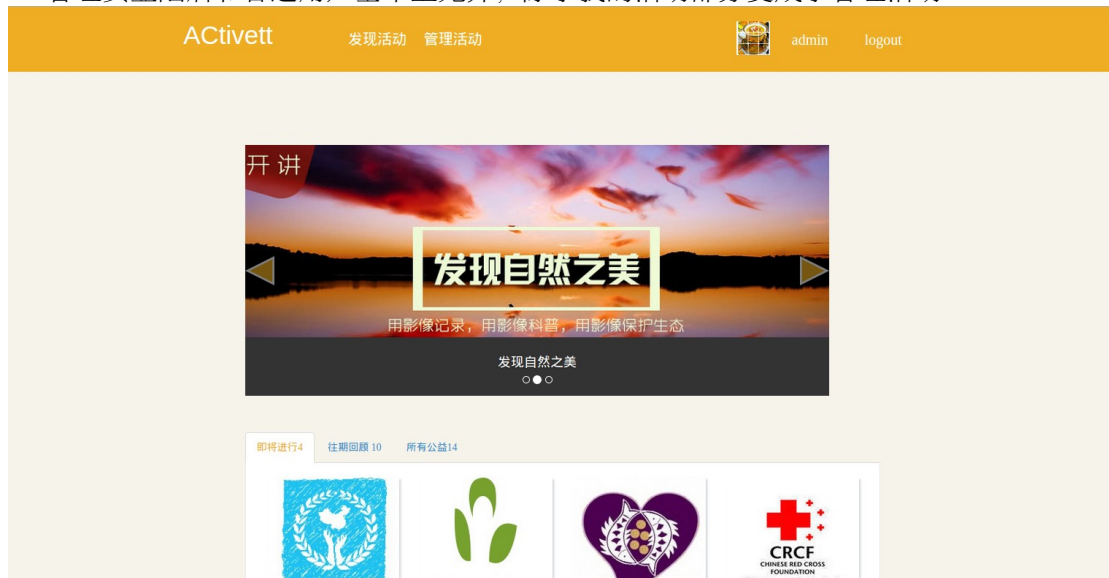 ACtivett 发现活动 管理活动 admin logout
开 讲
发现自然之美
用影像记录，用影像科普，用影像保护生态
发现自然之美
即将进行4 往期回顾 10 所有公益14
CRCF
CHINESE RED CROSS
FOUNDATION